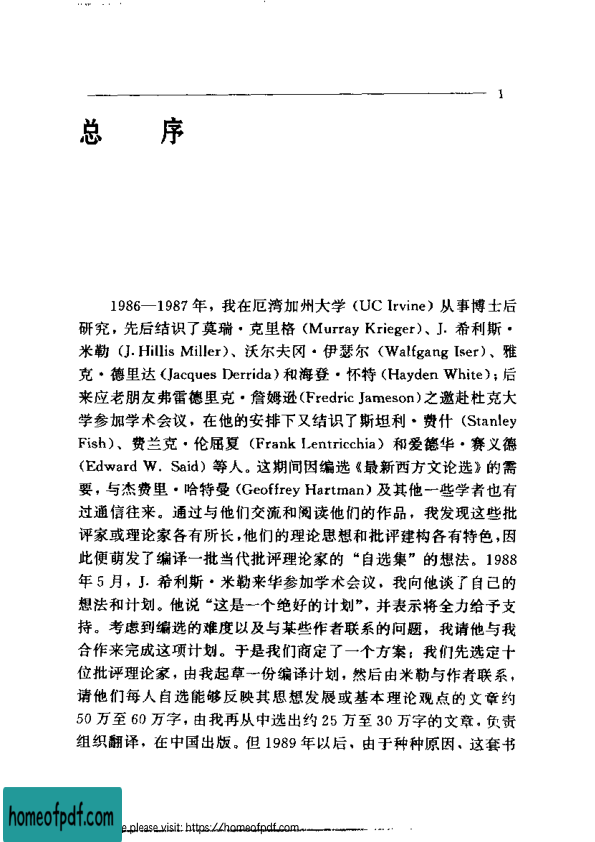 1
总 序
1986—1987 年，我在厄湾加州大学（UC Irvine）从事博士后
研究，先后结识了莫瑞·克里格（Murray Krieger）、J. 希利斯·
米勒（J. Hillis Miller）、沃尔夫冈·伊瑟尔（Walfgang Iser）、雅
克·德里达（Jacques Derrida）和海登·怀特（Hayden White）；后
来应老朋友弗雷德里克·詹姆逊（Fredric Jameson）之邀赴杜克大
学参加学术会议，在他的安排下又结识了斯坦利·费什（Stanley
Fish）、费兰克·伦屈夏（Frank Lentricchia）和爱德华·赛义德
（Edward W. Said）等人。这期间因编选《最新西方文论选》的需
要，与杰费里·哈特曼（Geoffrey Hartman）及其他一些学者也有
过通信往来。通过与他们交流和阅读他们的作品，我发现这些批
评家或理论家各有所长，他们的理论思想和批评建构各有特色，因
此便萌发了编译一批当代批评理论家的“自选集”的想法。1988
年 5 月，J. 希利斯·米勒来华参加学术会议，我向他谈了自己的
想法和计划。他说“这是一个绝好的计划”，并表示将全力给予支
持。考虑到编选的难度以及与某些作者联系的问题，我请他与我
合作来完成这项计划。于是我们商定了一个方案：我们先选定十
位批评理论家，由我起草一份编译计划，然后由米勒与作者联系，
请他们每人自选能够反映其思想发展或基本理论观点的文章约
50 万至 60 万字，由我再从中选出约 25 万至 30 万字的文章，负责
组织翻译，在中国出版。但 1989 年以后，由于种种原因，这套书
homeofpdf.com
please visit: https://homeofpdf.com